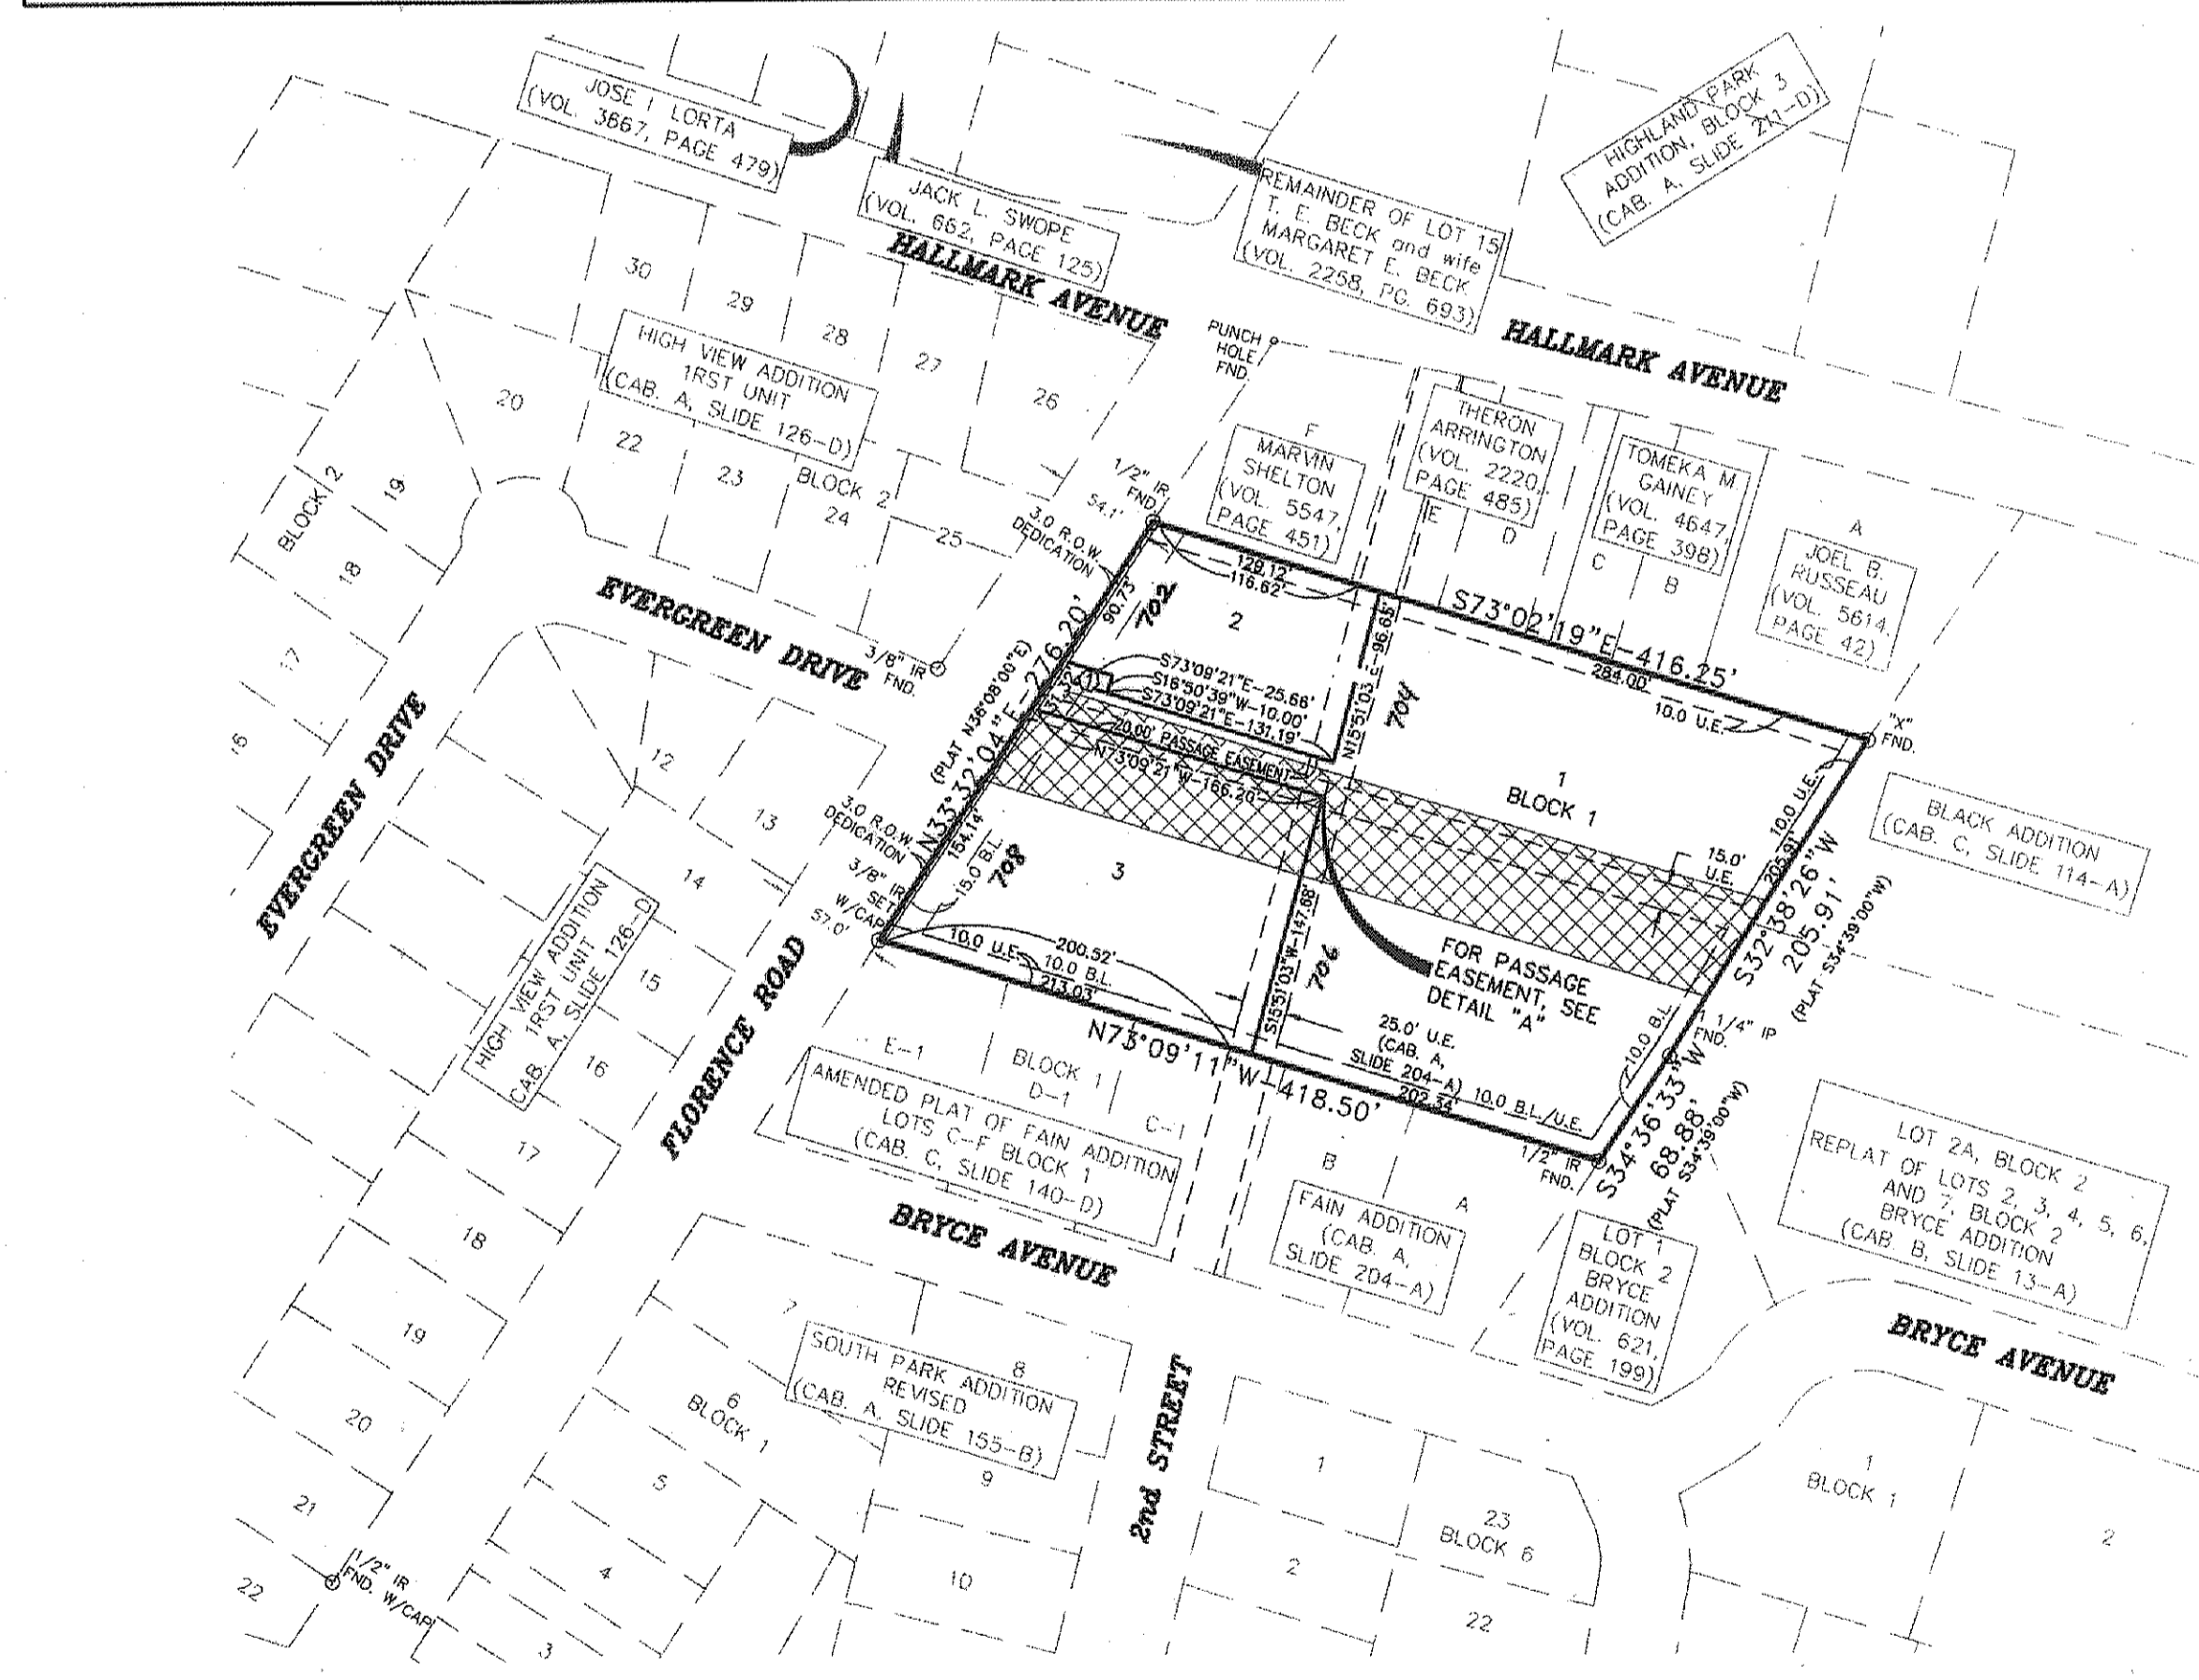 JOSE I LORTA
(VOL. 3667, PAGE 479)
JACK L. SWOPE
(VOL. 662, PAGE 125)
REMAINDER OF LOT 15
T. E. BECK and wife
MARGARET E. BECK
(VOL. 2258, PG. 693)
HIGHLAND PARK
ADDITION, BLOCK 3
(CAB. A, SLIDE 211-D)
HALLMARK AVENUE
HALLMARK AVENUE
30
29
28
27
26
HIGH VIEW ADDITION
1RST UNIT
(CAB. A, SLIDE 126-D)
20
22
23
BLOCK 2
24
25
BLOCK 2
19
18
17
16
PUNCH
HOLE
FND.
1/2" IR
FND.
54.1'
3.0 R.O.W.
DEDICATION
F
MARVIN
SHELTON
(VOL. 5547,
PAGE 451)
THERON
ARRINGTON
(VOL. 2220,
PAGE 485)
E
D
TOMEKA M.
GAINEY
(VOL. 4647,
PAGE 398)
C
B
A
JOEL B.
RUSSEAU
(VOL. 5614,
PAGE 42)
EVERGREEN DRIVE
3/8" IR
FND.
EVERGREEN DRIVE
129.12'
116.62'
90.73'
702
2
S73°02'19"E-416.25'
284.00'
10.0 U.E.
"X"
FND.
N33°32'04"E-276.20'
(PLAT N36°08'00"E)
31.32'
S73°09'21"E-25.66'
S16°50'39"W-10.00'
S73°09'21"E-131.19'
20.00' PASSAGE EASEMENT
N73°09'21"W-166.20'
N15°51'03"E-96.65'
704
1
BLOCK 1
10.0 U.E.
205.91'
15.0'
U.E.
S32°38'26"W
205.91'
(PLAT S34°39'00"W)
BLACK ADDITION
(CAB. C, SLIDE 114-A)
12
13
14
15
16
17
18
19
20
21
22
3.0 R.O.W.
DEDICATION
154.14'
15.0 B.L.
708
3
3/8" IR
SET
W/CAP
57.0'
10.0 U.E.
200.52'
10.0 B.L.
213.03'
S15°51'03"W-147.68'
706
FOR PASSAGE
EASEMENT, SEE
DETAIL "A"
25.0' U.E.
(CAB. A,
SLIDE 204-A)
10.0 B.L./U.E.
202.34'
10.0 B.L.
1 1/4" IP
FND.
N73°09'11"W-418.50'
1/2" IR
FND.
S34°36'33"W
68.88'
(PLAT S34°39'00"W)
HIGH VIEW ADDITION
1RST UNIT
CAB. A, SLIDE 126-D)
FLORENCE ROAD
E-1
BLOCK 1
D-1
C-1
AMENDED PLAT OF FAIN ADDITION
LOTS C-F BLOCK 1
(CAB. C, SLIDE 140-D)
B
A
FAIN ADDITION
(CAB. A,
SLIDE 204-A)
LOT 1
BLOCK 2
BRYCE
ADDITION
(VOL. 621,
PAGE 199)
LOT 2A, BLOCK 2
REPLAT OF LOTS 2, 3, 4, 5, 6,
AND 7, BLOCK 2
BRYCE ADDITION
(CAB. B, SLIDE 13-A)
BRYCE AVENUE
BRYCE AVENUE
7
8
SOUTH PARK ADDITION
REVISED
(CAB. A, SLIDE 155-B)
6
BLOCK 1
5
4
3
9
10
2nd STREET
1
2
23
BLOCK 6
22
1
BLOCK 1
2
1/2" IR
FND. W/CAP